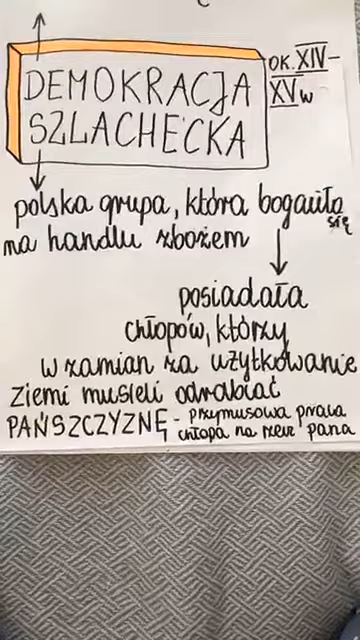 DEMOKRACJA
SZLACHECKA
OK. XIV-
XV w
polska grupa, która bogaciła
się
na handlu zbożem
posiadała
chłopów, którzy
w zamian za użytkowanie
ziemi musieli odrabiać
PAŃSZCZYZNĘ - przymusowa praca
chłopa na rzecz pana